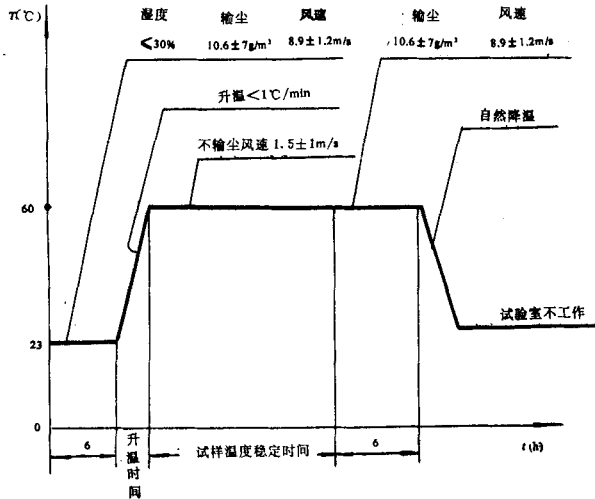 T(℃)
湿度 输尘 风速 输尘 风速
≤30% 10.6±7g/m³ 8.9±1.2m/s 10.6±7g/m³ 8.9±1.2m/s
升温<1℃/min
自然降温
不输尘风速 1.5±1m/s
60
试验室不工作
23
0
6 升温时间 试样温度稳定时间 6 t(h)